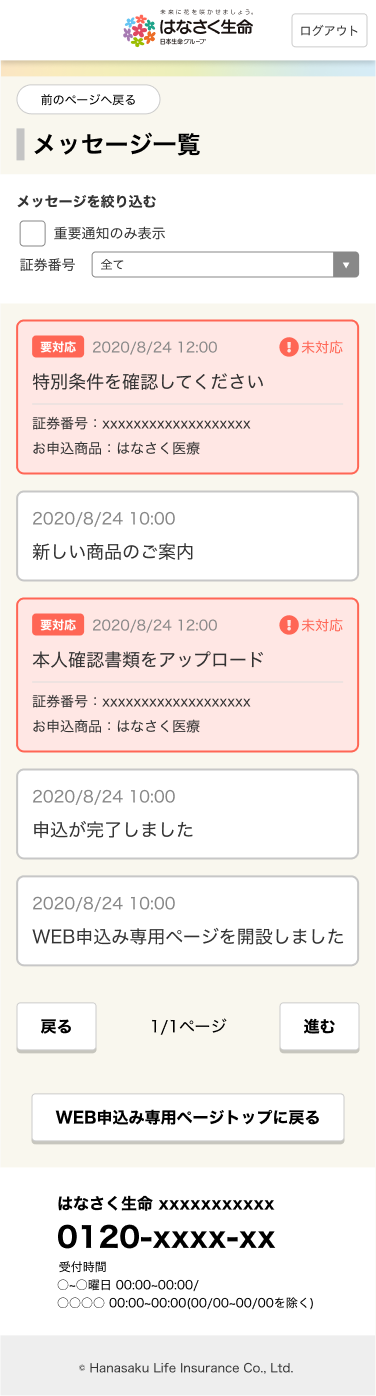 未来に花を咲かせましょう。
はなさく生命
日本生命グループ
ログアウト
前のページへ戻る
メッセージ一覧
メッセージを絞り込む
重要通知のみ表示
証券番号 全て ▼
要対応 2020/8/24 12:00 ! 未対応
特別条件を確認してください
証券番号：xxxxxxxxxxxxxxxxxxx
お申込商品：はなさく医療
2020/8/24 10:00
新しい商品のご案内
要対応 2020/8/24 12:00 ! 未対応
本人確認書類をアップロード
証券番号：xxxxxxxxxxxxxxxxxxx
お申込商品：はなさく医療
2020/8/24 10:00
申込が完了しました
2020/8/24 10:00
WEB申込み専用ページを開設しました
戻る 1/1ページ 進む
WEB申込み専用ページトップに戻る
はなさく生命 xxxxxxxxxxx
0120-xxxx-xx
受付時間
〇~〇曜日 00:00~00:00/
〇〇〇〇 00:00~00:00(00/00~00/00を除く)
© Hanasaku Life Insurance Co., Ltd.